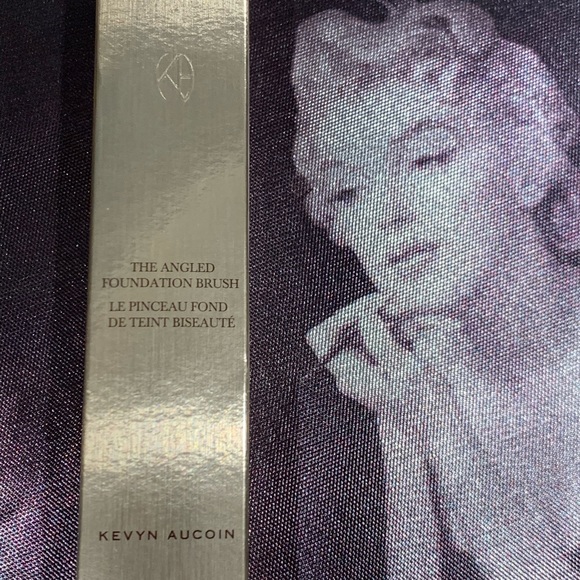 THE ANGLED
FOUNDATION BRUSH
LE PINCEAU FOND
DE TEINT BISEAUTÉ
KEVYN AUCOIN